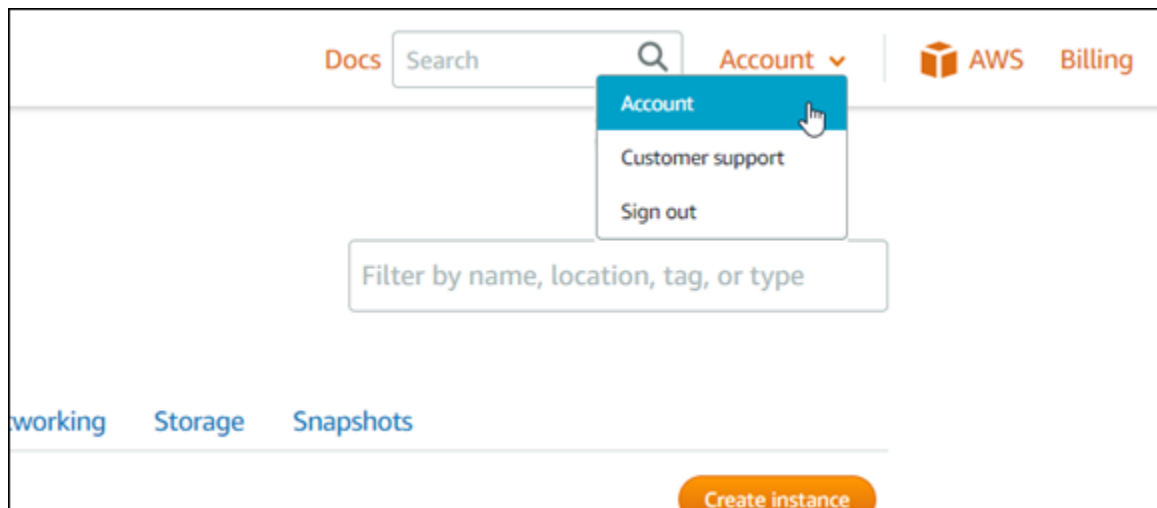 Docs Search Account AWS Billing
Account
Customer support
Sign out
Filter by name, location, tag, or type
Storage Snapshots
Create instance